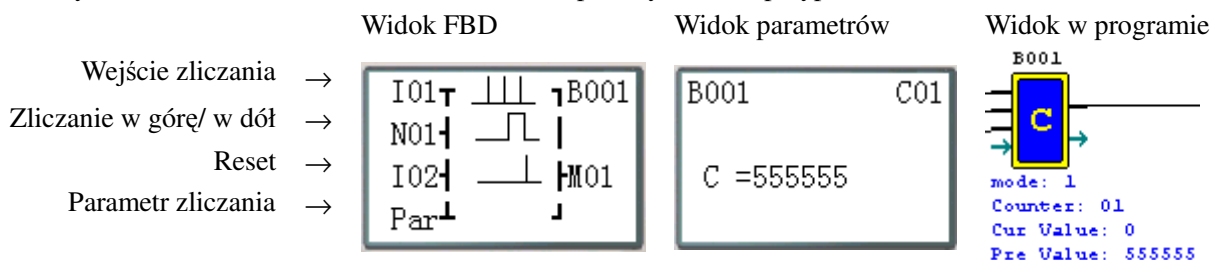 Widok FBD Widok parametrów Widok w programie
Wejście zliczania →
Zliczanie w górę/ w dół →
Reset →
Parametr zliczania →
I01 B001
N01
I02 M01
Par
B001 C01
C =555555
B001
C
mode: 1
Counter: 01
Cur Value: 0
Pre Value: 555555